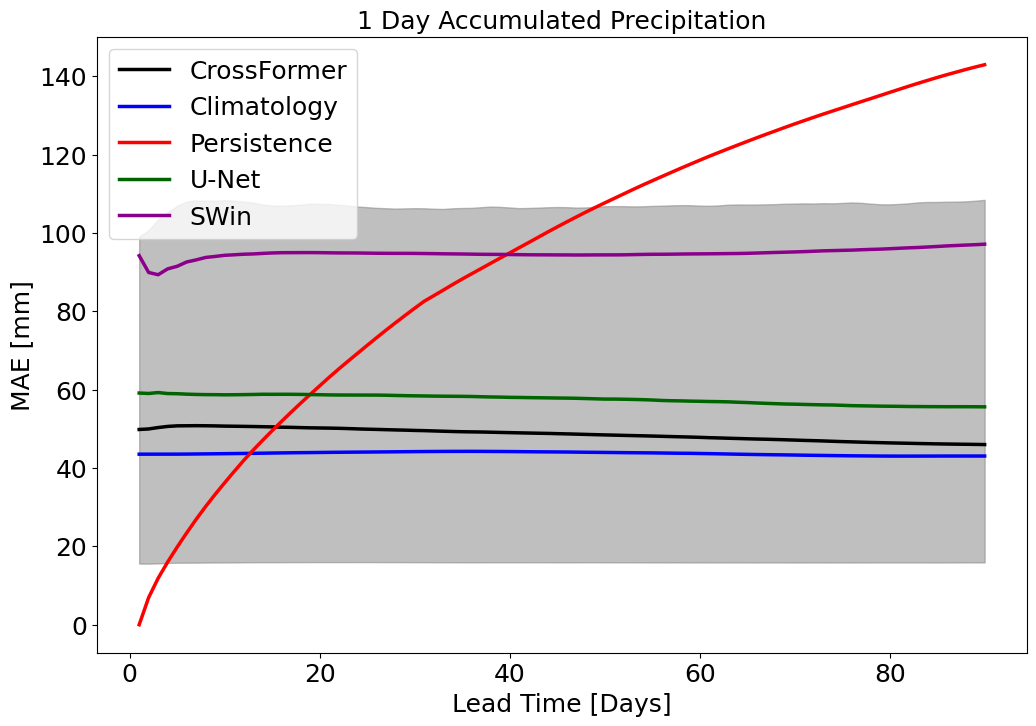 1 Day Accumulated Precipitation
CrossFormer
Climatology
Persistence
U-Net
SWin
MAE [mm]
140
120
100
80
60
40
20
0
0 20 40 60 80
Lead Time [Days]